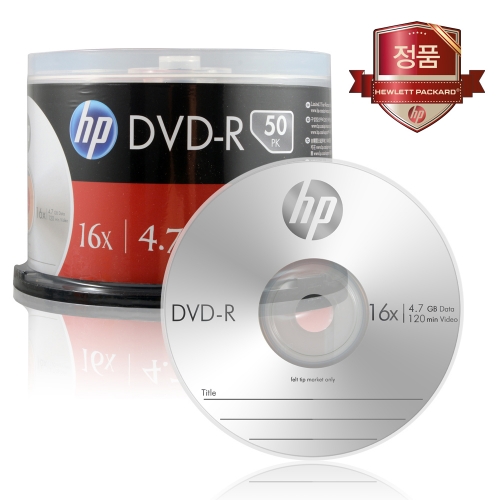 정품
HEWLETT PACKARD
hp
hp
DVD-R
50
PK
16x
4.7
hp
DVD-R
16x
4.7 GB Data
120 min Video
felt tip market only
Title